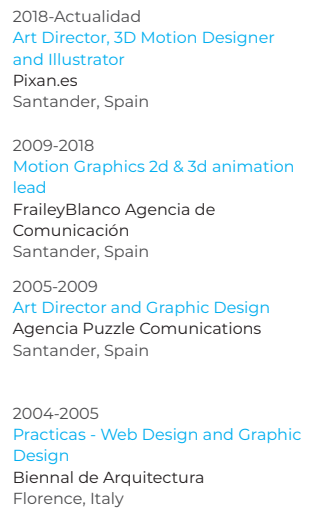 2018-Actualidad
Art Director, 3D Motion Designer
and Illustrator
Pixan.es
Santander, Spain
2009-2018
Motion Graphics 2d & 3d animation
lead
FraileyBlanco Agencia de
Comunicación
Santander, Spain
2005-2009
Art Director and Graphic Design
Agencia Puzzle Comunications
Santander, Spain
2004-2005
Practicas - Web Design and Graphic
Design
Biennal de Arquitectura
Florence, Italy